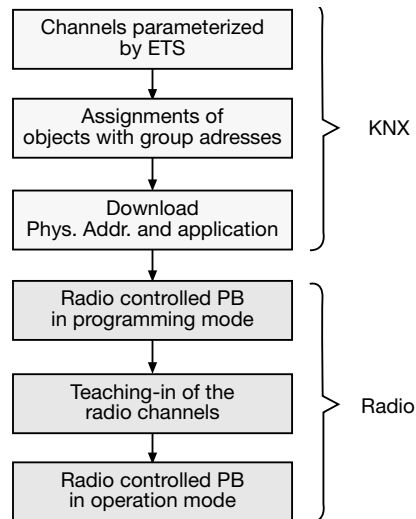 Channels parameterized
by ETS
Assignments of
objects with group adresses
KNX
Download
Phys. Addr. and application
Radio controlled PB
in programming mode
Teaching-in of the
radio channels
Radio
Radio controlled PB
in operation mode